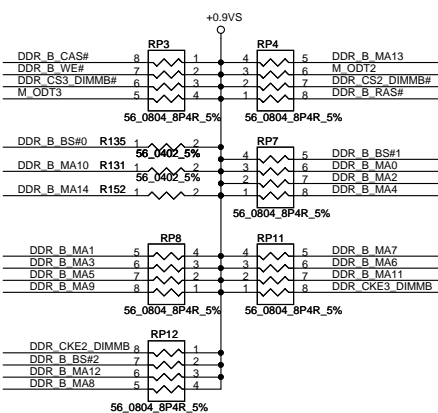 +0.9VS
RP3 RP4
DDR_B_CAS# 8 1 4 5 DDR_B_MA13
DDR_B_WE# 7 2 3 6 M_ODT2
DDR_CS3_DIMMB# 6 3 2 7 DDR_CS2_DIMMB#
M_ODT3 5 4 1 8 DDR_B_RAS#
56_0804_8P4R_5% 56_0804_8P4R_5%
DDR_B_BS#0 R135 1 2
56_0402_5%
RP7
4 5 DDR_B_BS#1
DDR_B_MA10 R131 1 2 3 6 DDR_B_MA0
56_0402_5%
2 7 DDR_B_MA2
DDR_B_MA14 R152 1 2 1 8 DDR_B_MA4
56_0804_8P4R_5%
RP8 RP11
DDR_B_MA1 5 4 4 5 DDR_B_MA7
DDR_B_MA3 6 3 3 6 DDR_B_MA6
DDR_B_MA5 7 2 2 7 DDR_B_MA11
DDR_B_MA9 8 1 1 8 DDR_CKE3_DIMMB
56_0804_8P4R_5% 56_0804_8P4R_5%
RP12
DDR_CKE2_DIMMB 8 1
DDR_B_BS#2 7 2
DDR_B_MA12 6 3
DDR_B_MA8 5 4
56_0804_8P4R_5%